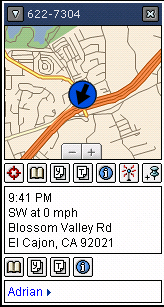 622-7304
9:41 PM
SW at 0 mph
Blossom Valley Rd
El Cajon, CA 92021
Adrian